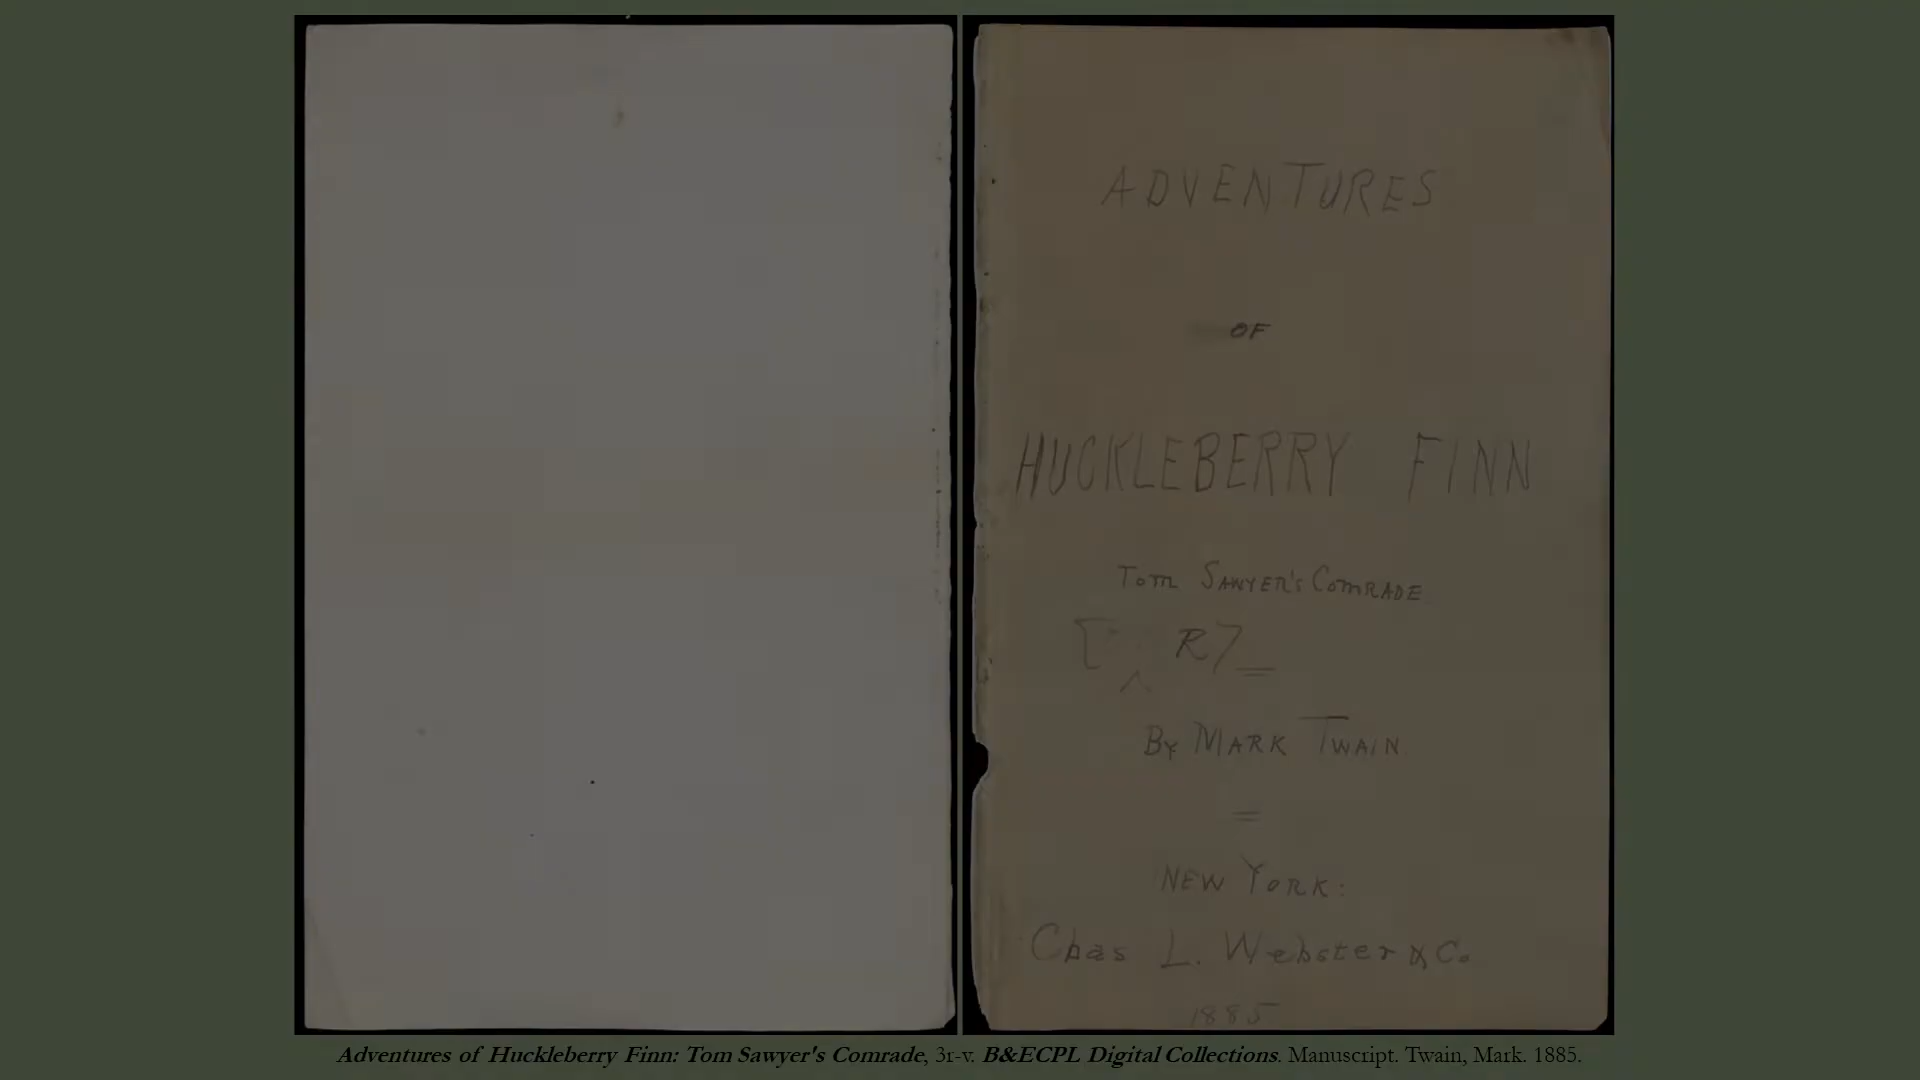 ADVENTURES
OF
HUCKLEBERRY FINN
TOM SAWYER'S COMRADE
R7
BY MARK TWAIN
NEW YORK:
Chas L. Webster & Co.
1885
Adventures of Huckleberry Finn: Tom Sawyer's Comrade, 3r-v. B&ECPL Digital Collections. Manuscript. Twain, Mark. 1885.